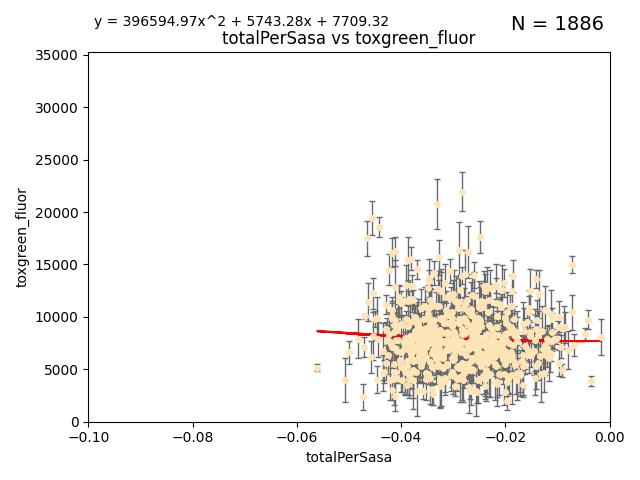 y = 396594.97x^2 + 5743.28x + 7709.32
N = 1886
totalPerSasa vs toxgreen_fluor
35000
30000
25000
20000
15000
10000
5000
0
toxgreen_fluor
−0.10 −0.08 −0.06 −0.04 −0.02 0.00
totalPerSasa